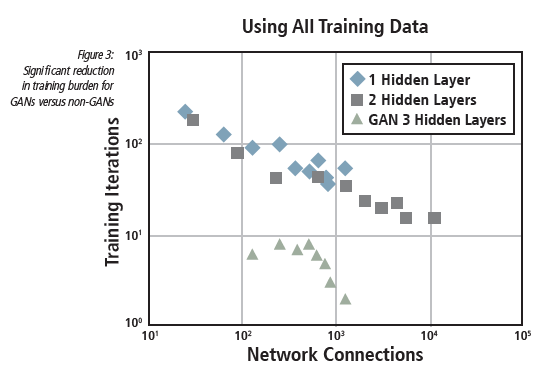 Using All Training Data
Figure 3:
Significant reduction
in training burden for
GANs versus non-GANs
1 Hidden Layer
2 Hidden Layers
GAN 3 Hidden Layers
Training Iterations
10³
10²
10¹
10⁰
10¹ 10² 10³ 10⁴ 10⁵
Network Connections